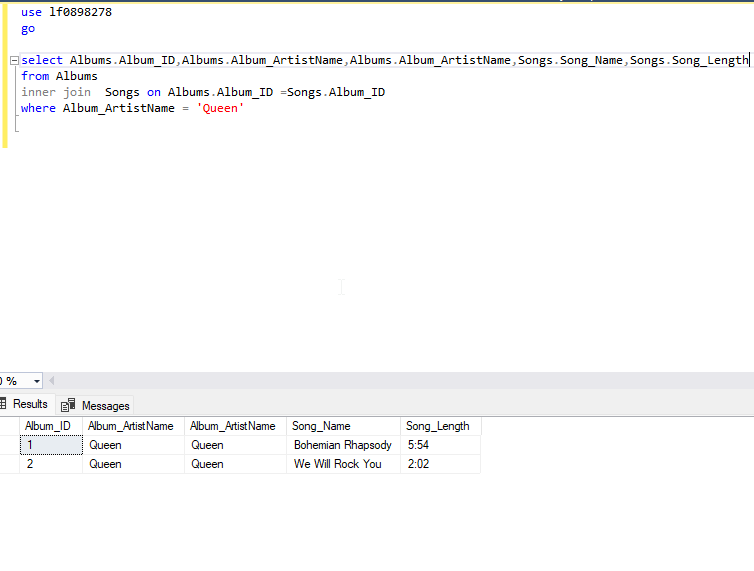 use lf0898278
go
select Albums.Album_ID,Albums.Album_ArtistName,Albums.Album_ArtistName,Songs.Song_Name,Songs.Song_Length
from Albums
inner join  Songs on Albums.Album_ID =Songs.Album_ID
where Album_ArtistName = 'Queen'
%
Results Messages
Album_ID Album_ArtistName Album_ArtistName Song_Name Song_Length
1 Queen Queen Bohemian Rhapsody 5:54
2 Queen Queen We Will Rock You 2:02